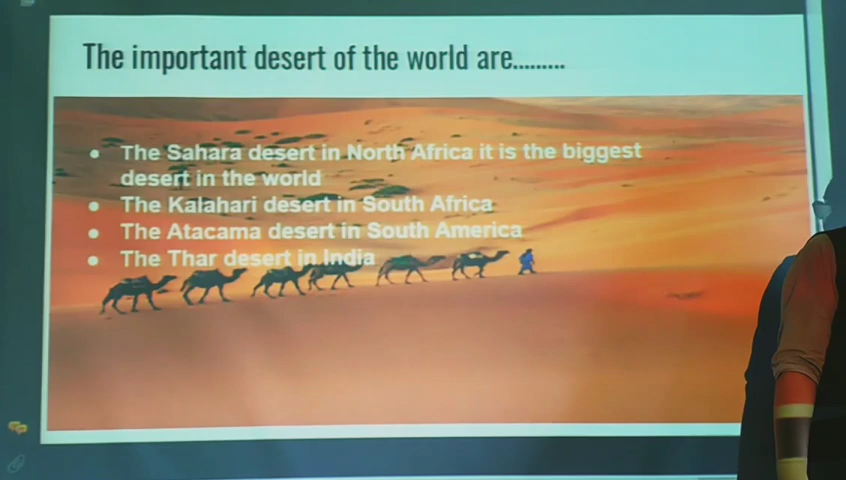 The important desert of the world are.........
• The Sahara desert in North Africa it is the biggest
desert in the world
• The Kalahari desert in South Africa
• The Atacama desert in South America
• The Thar desert in India